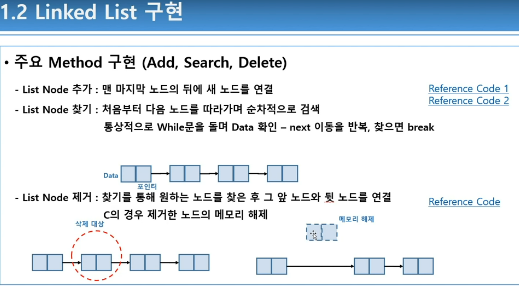 1.2 Linked List 구현
• 주요 Method 구현 (Add, Search, Delete)
- List Node 추가 : 맨 마지막 노드의 뒤에 새 노드를 연결
Reference Code 1
- List Node 찾기 : 처음부터 다음 노드를 따라가며 순차적으로 검색
Reference Code 2
통상적으로 While문을 돌며 Data 확인 – next 이동을 반복, 찾으면 break
Data
포인터
- List Node 제거 : 찾기를 통해 원하는 노드를 찾은 후 그 앞 노드와 뒷 노드를 연결
Reference Code
C의 경우 제거한 노드의 메모리 해제
삭제 대상
메모리 해제